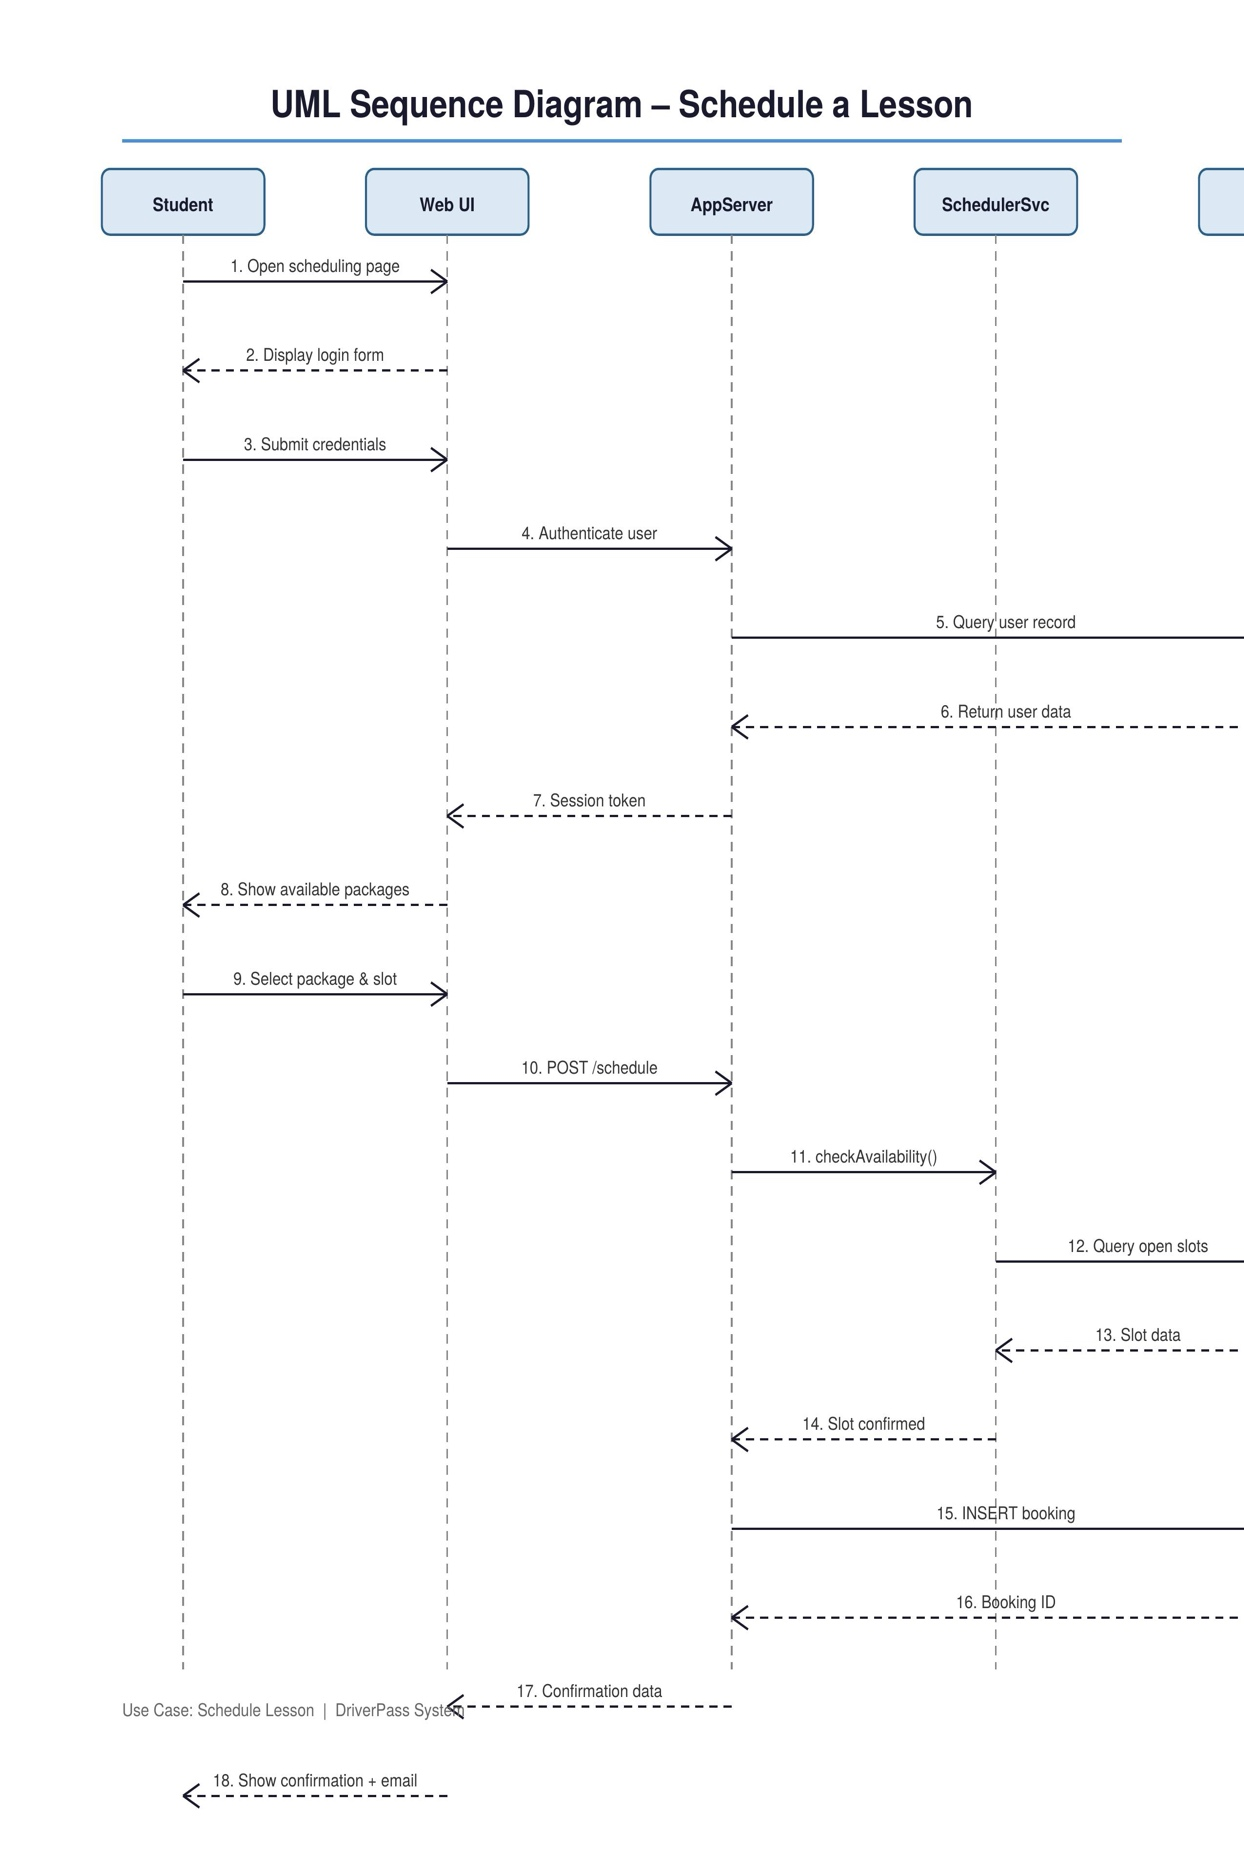 UML Sequence Diagram – Schedule a Lesson
Student
Web UI
AppServer
SchedulerSvc
1. Open scheduling page
2. Display login form
3. Submit credentials
4. Authenticate user
5. Query user record
6. Return user data
7. Session token
8. Show available packages
9. Select package & slot
10. POST /schedule
11. checkAvailability()
12. Query open slots
13. Slot data
14. Slot confirmed
15. INSERT booking
16. Booking ID
17. Confirmation data
Use Case: Schedule Lesson | DriverPass System
18. Show confirmation + email